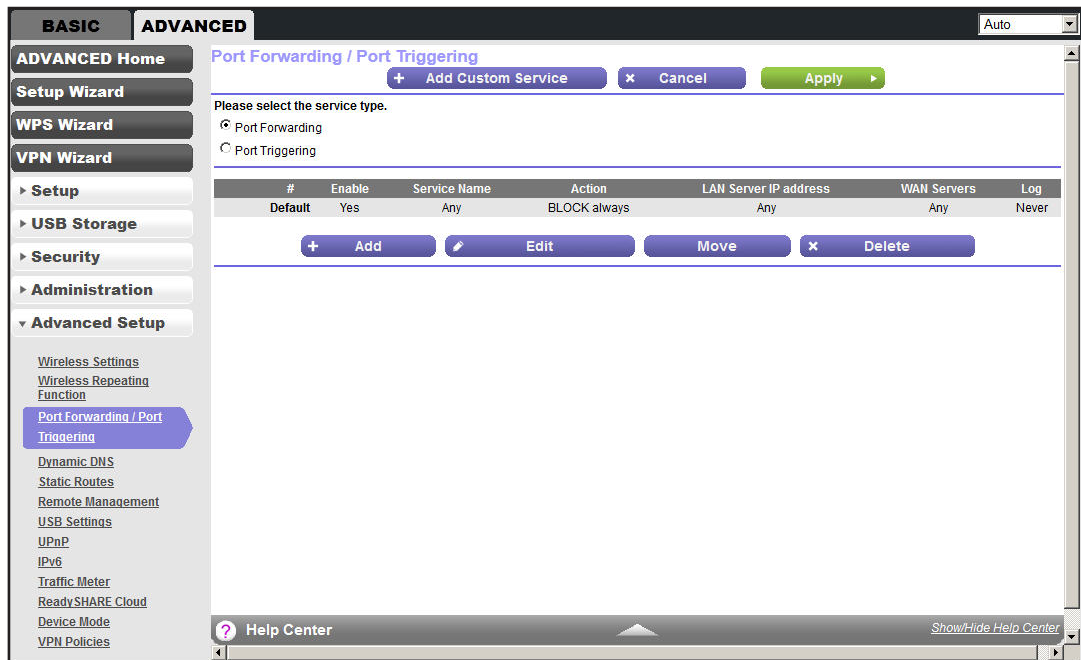 BASIC
ADVANCED
Auto
ADVANCED Home
Setup Wizard
WPS Wizard
VPN Wizard
Setup
USB Storage
Security
Administration
Advanced Setup
Wireless Settings
Wireless Repeating
Function
Port Forwarding / Port
Triggering
Dynamic DNS
Static Routes
Remote Management
USB Settings
UPnP
IPv6
Traffic Meter
ReadySHARE Cloud
Device Mode
VPN Policies
Port Forwarding / Port Triggering
+ Add Custom Service
× Cancel
Apply
Please select the service type.
Port Forwarding
Port Triggering
# Enable Service Name Action LAN Server IP address WAN Servers Log
Default Yes Any BLOCK always Any Any Never
+ Add
Edit
Move
× Delete
? Help Center
Show/Hide Help Center